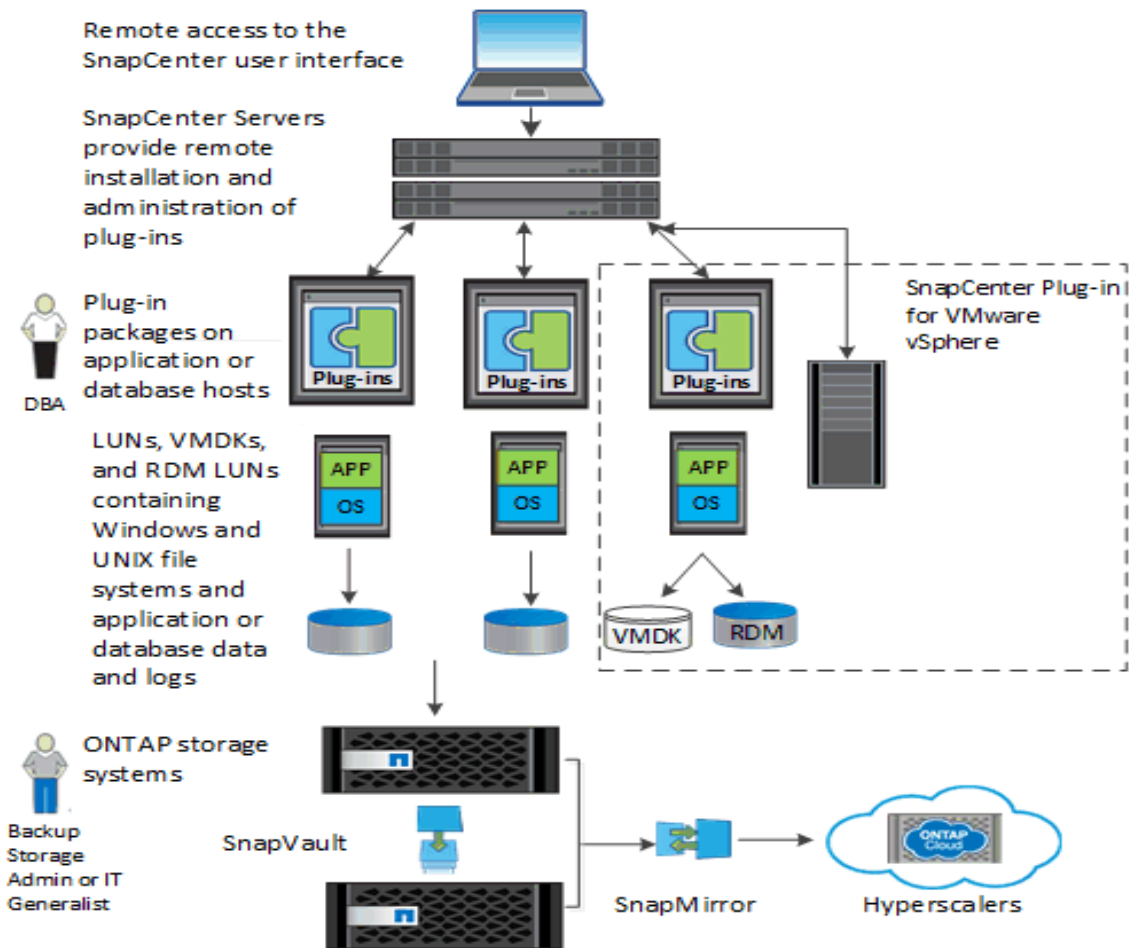 Remote access to the
SnapCenter user interface
SnapCenter Servers
provide remote
installation and
administration of
plug-ins
Plug-in
packages on
application or
database hosts
DBA
Plug-ins
Plug-ins
Plug-ins
SnapCenter Plug-in
for VMware
vSphere
LUNs, VMDKs,
and RDM LUNs
containing
Windows and
UNIX file
systems and
application or
database data
and logs
APP
OS
APP
OS
APP
OS
VMDK
RDM
ONTAP storage
systems
Backup
Storage
Admin or IT
Generalist
SnapVault
SnapMirror
ONTAP
Cloud
Hyperscalers